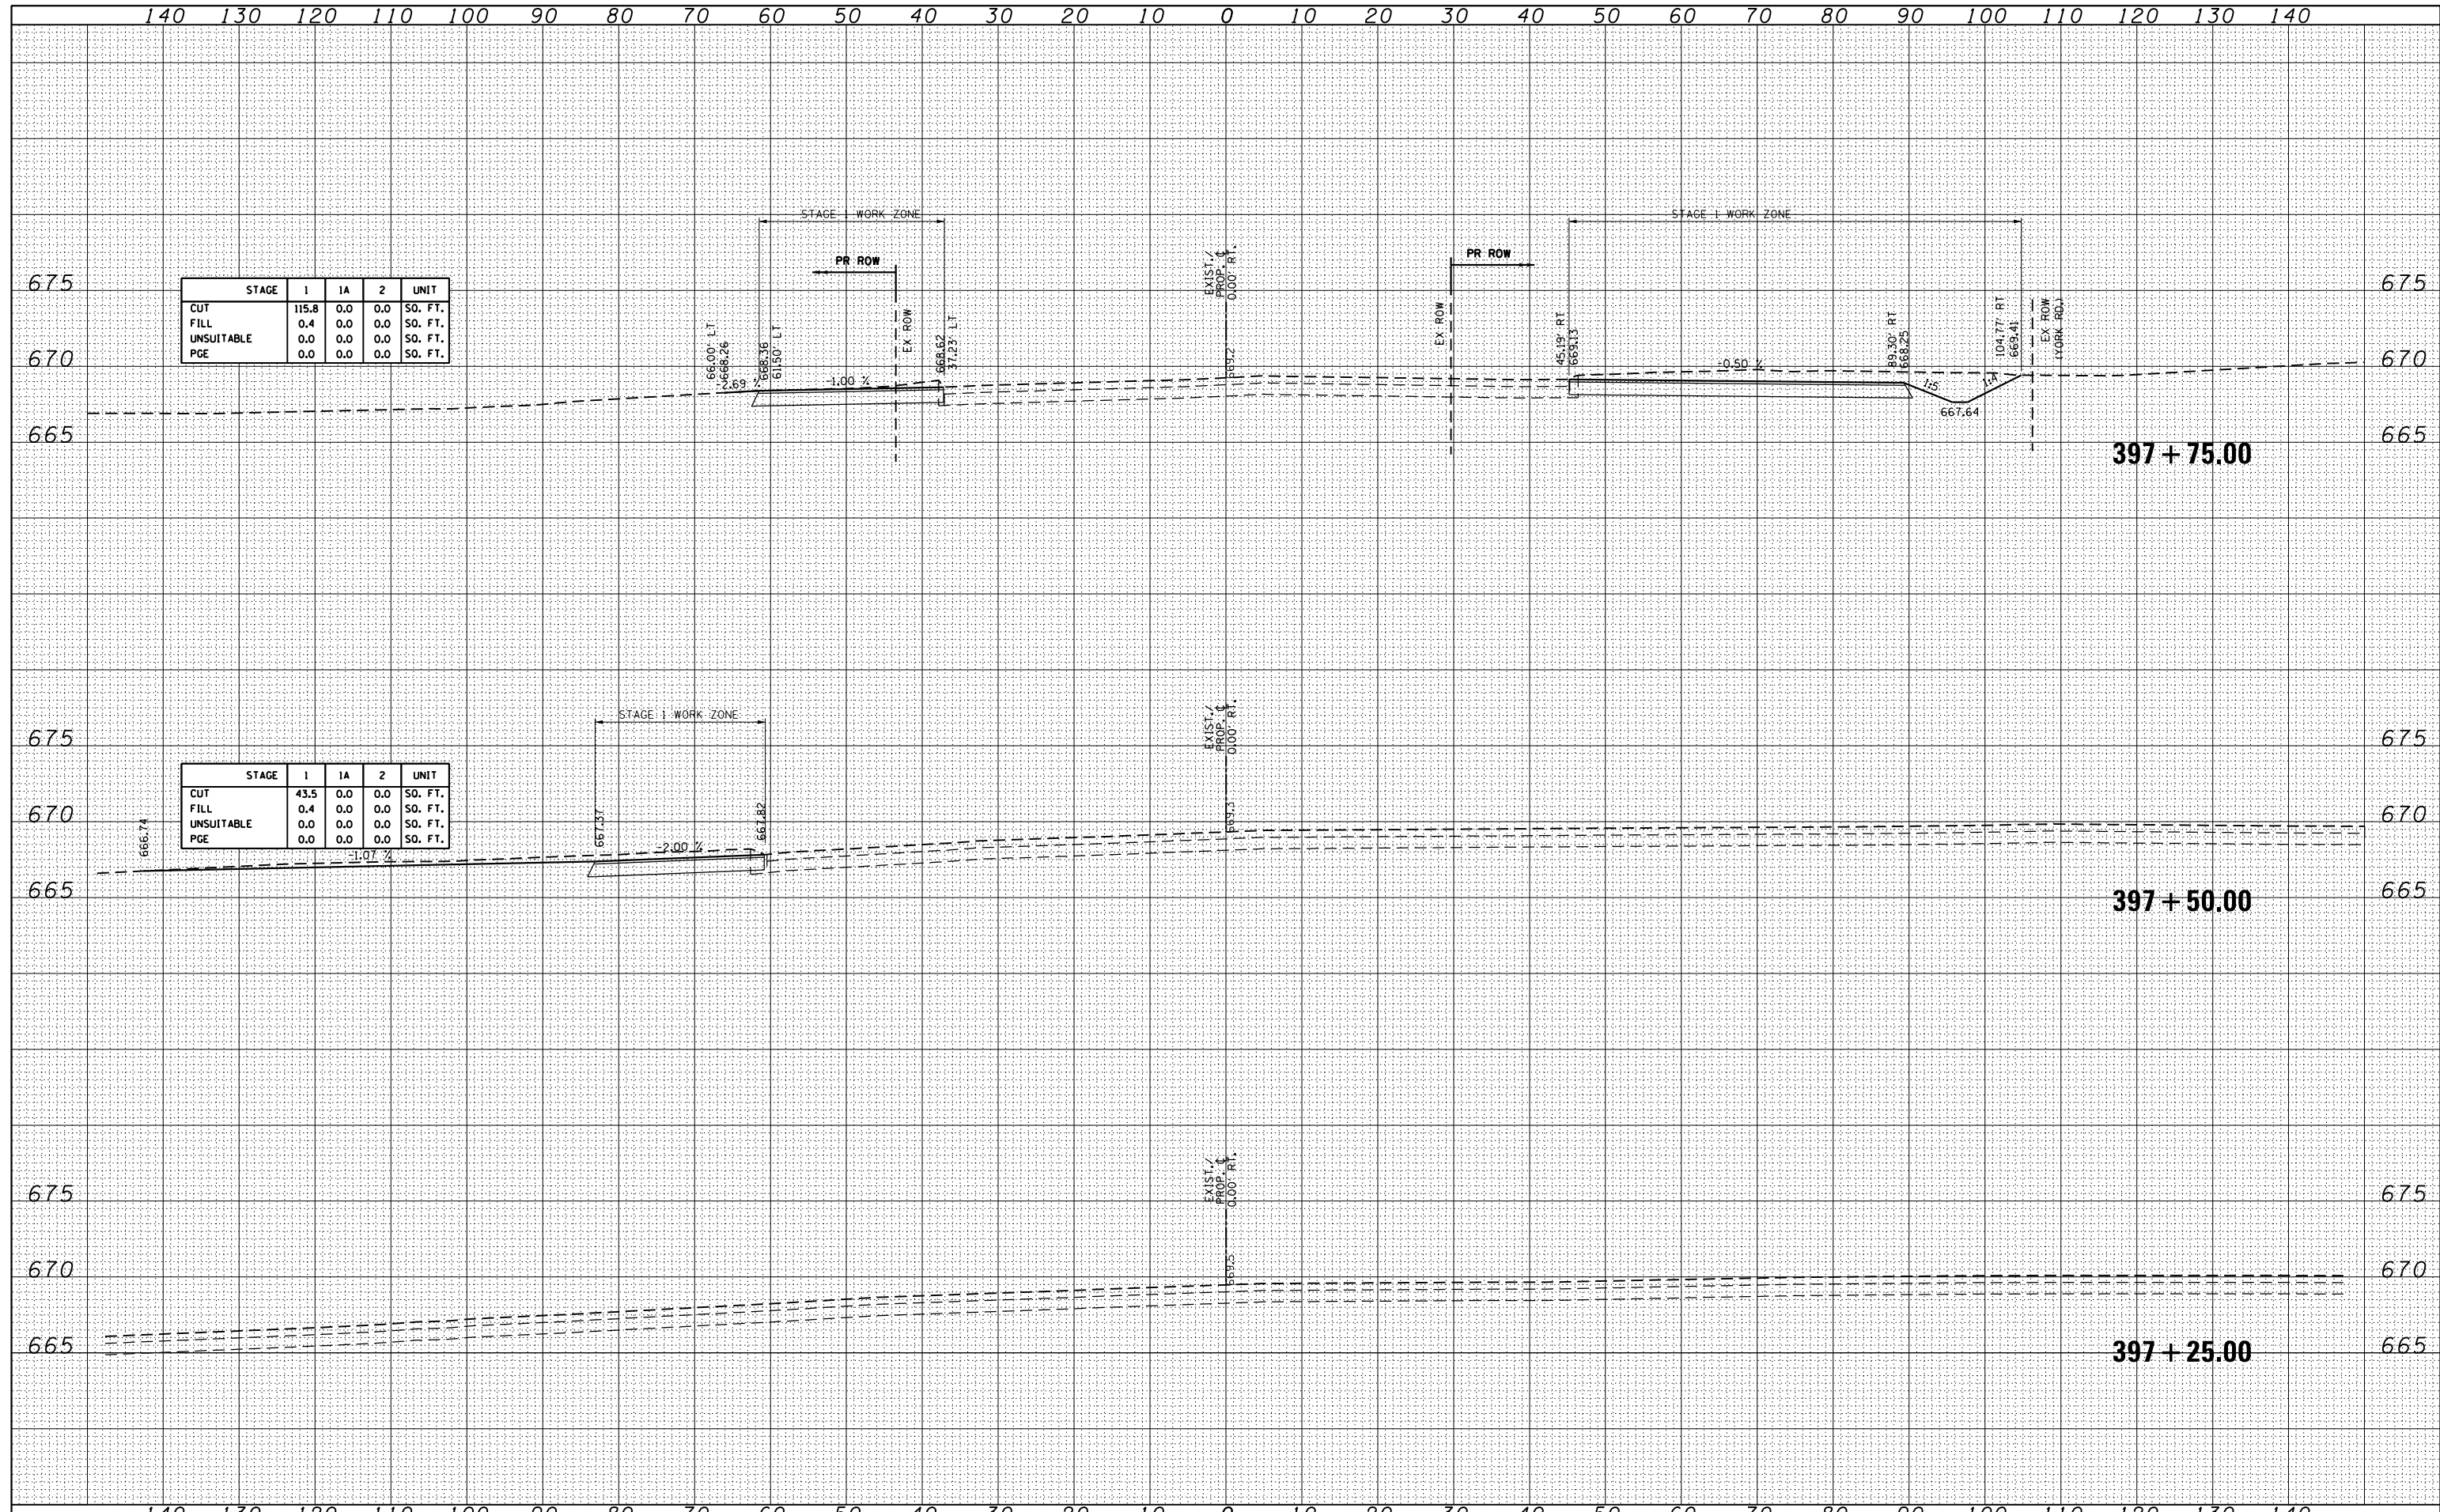 140 130 120 110 100 90 80 70 60 50 40 30 20 10 0 10 20 30 40 50 60 70 80 90 100 110 120 130 140
STAGE 1 WORK ZONE
STAGE 1 WORK ZONE
PR ROW
PR ROW
EXIST./
PROP. ℄
0.00' RT.
675 675
STAGE 1 1A 2 UNIT
CUT 115.8 0.0 0.0 SQ. FT.
FILL 0.4 0.0 0.0 SQ. FT.
UNSUITABLE 0.0 0.0 0.0 SQ. FT.
PGE 0.0 0.0 0.0 SQ. FT.
66.00' LT
668.26
668.36
61.50' LT
EX ROW
668.62
37.23' LT
669.2
EX ROW
45.19' RT
669.13
89.30' RT
668.25
104.77' RT
669.41
EX ROW
(YORK RD.)
670 670
-2.69 % -1.00 % -0.50 % 1:5 1:4
667.64
665 665
397+75.00
STAGE 1 WORK ZONE
EXIST./
PROP. ℄
0.00' RT.
675 675
STAGE 1 1A 2 UNIT
CUT 43.5 0.0 0.0 SQ. FT.
FILL 0.4 0.0 0.0 SQ. FT.
UNSUITABLE 0.0 0.0 0.0 SQ. FT.
PGE 0.0 0.0 0.0 SQ. FT.
670 670
666.74
667.37
667.82
669.3
-1.07 % -2.00 %
665 665
397+50.00
EXIST./
PROP. ℄
0.00' RT.
675 675
669.5
670 670
665 665
397+25.00
140 130 120 110 100 90 80 70 60 50 40 30 20 10 0 10 20 30 40 50 60 70 80 90 100 110 120 130 140